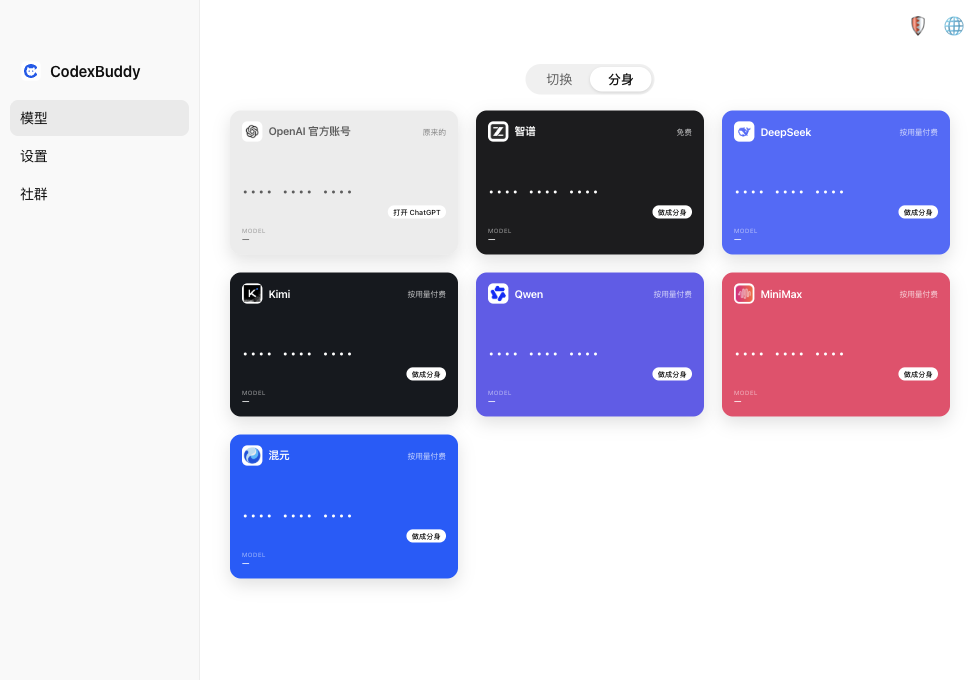 CodexBuddy
模型
设置
社群
切换
分身
OpenAI 官方账号
原来的
•••• •••• ••••
打开 ChatGPT
MODEL
—
智谱
免费
•••• •••• ••••
做成分身
MODEL
—
DeepSeek
按用量付费
•••• •••• ••••
做成分身
MODEL
—
Kimi
按用量付费
•••• •••• ••••
做成分身
MODEL
—
Qwen
按用量付费
•••• •••• ••••
做成分身
MODEL
—
MiniMax
按用量付费
•••• •••• ••••
做成分身
MODEL
—
混元
按用量付费
•••• •••• ••••
做成分身
MODEL
—